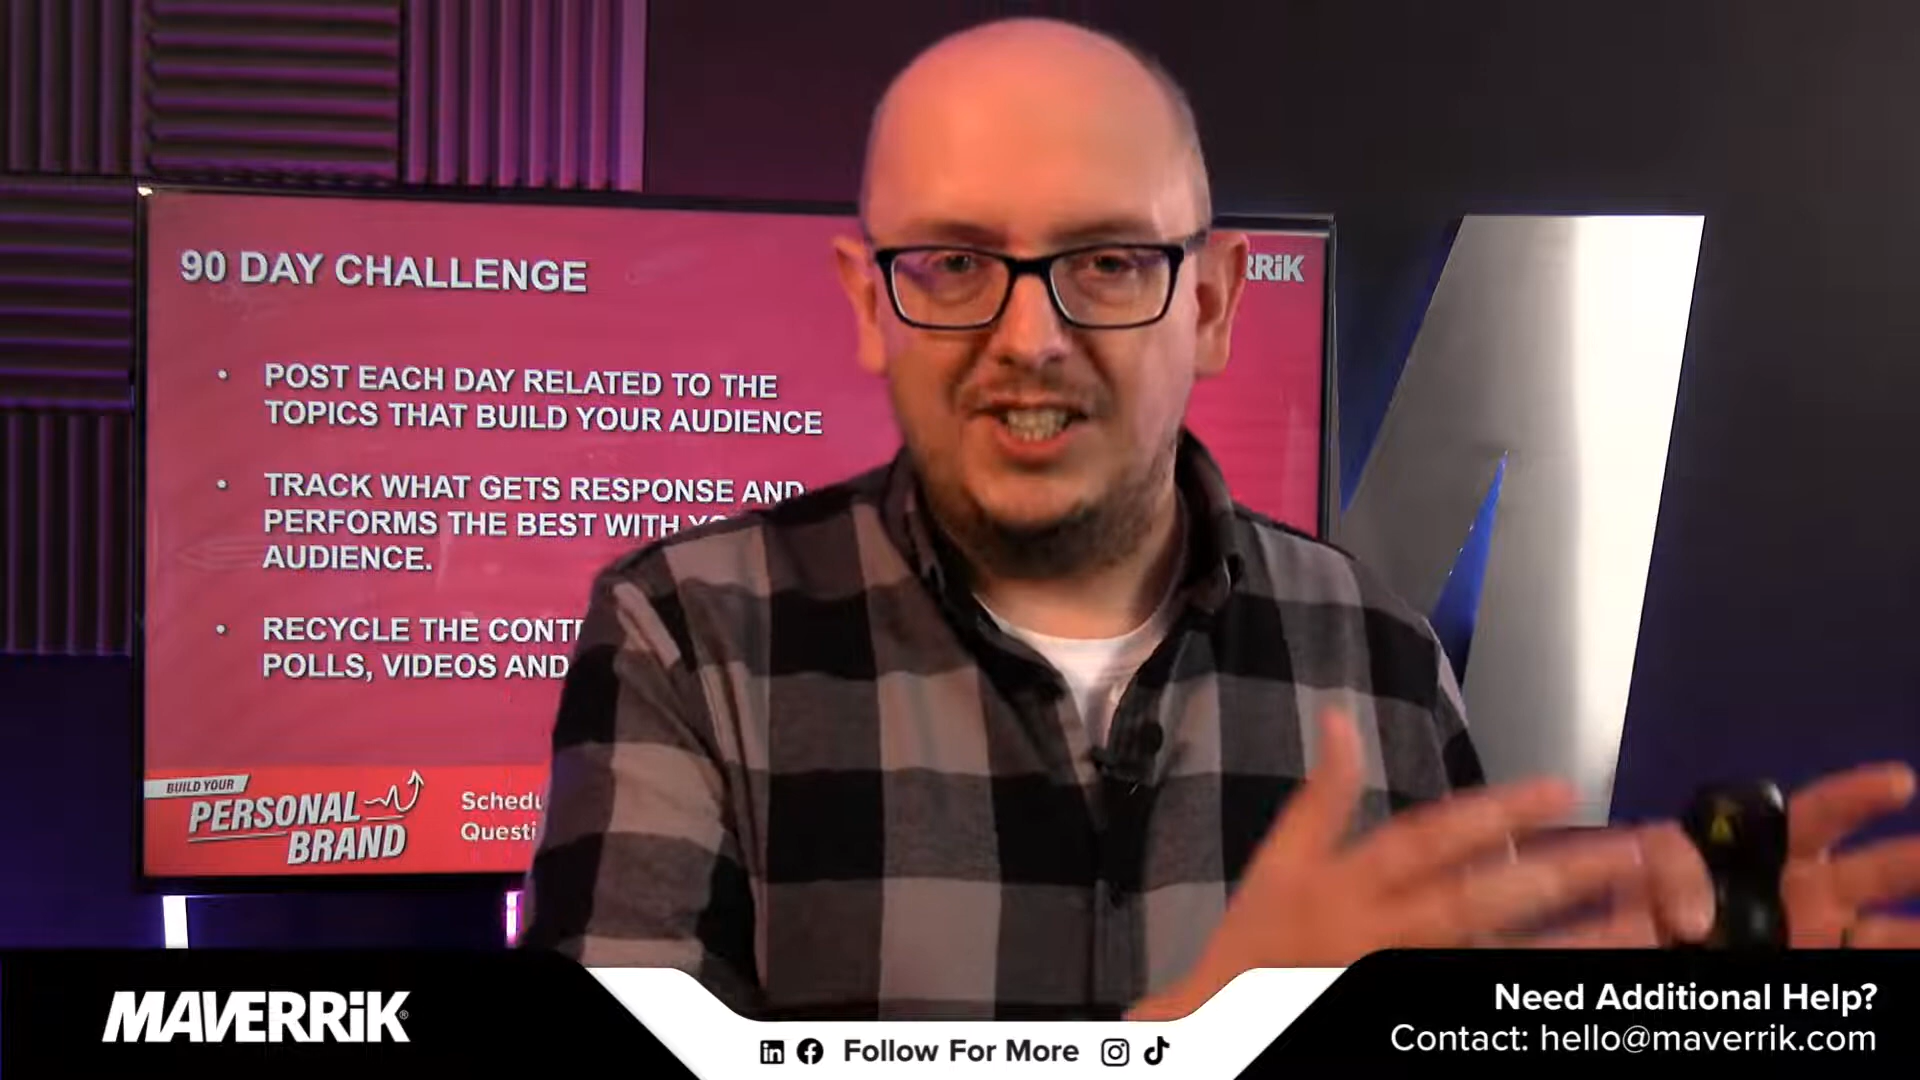 90 DAY CHALLENGE
RRiK
• POST EACH DAY RELATED TO THE
TOPICS THAT BUILD YOUR AUDIENCE
• TRACK WHAT GETS RESPONSE AND
PERFORMS THE BEST WITH
AUDIENCE.
• RECYCLE THE
POLLS, VIDEOS AND
BUILD YOUR
PERSONAL
BRAND
MAVERRiK®
Follow For More
Need Additional Help?
Contact: hello@maverrik.com